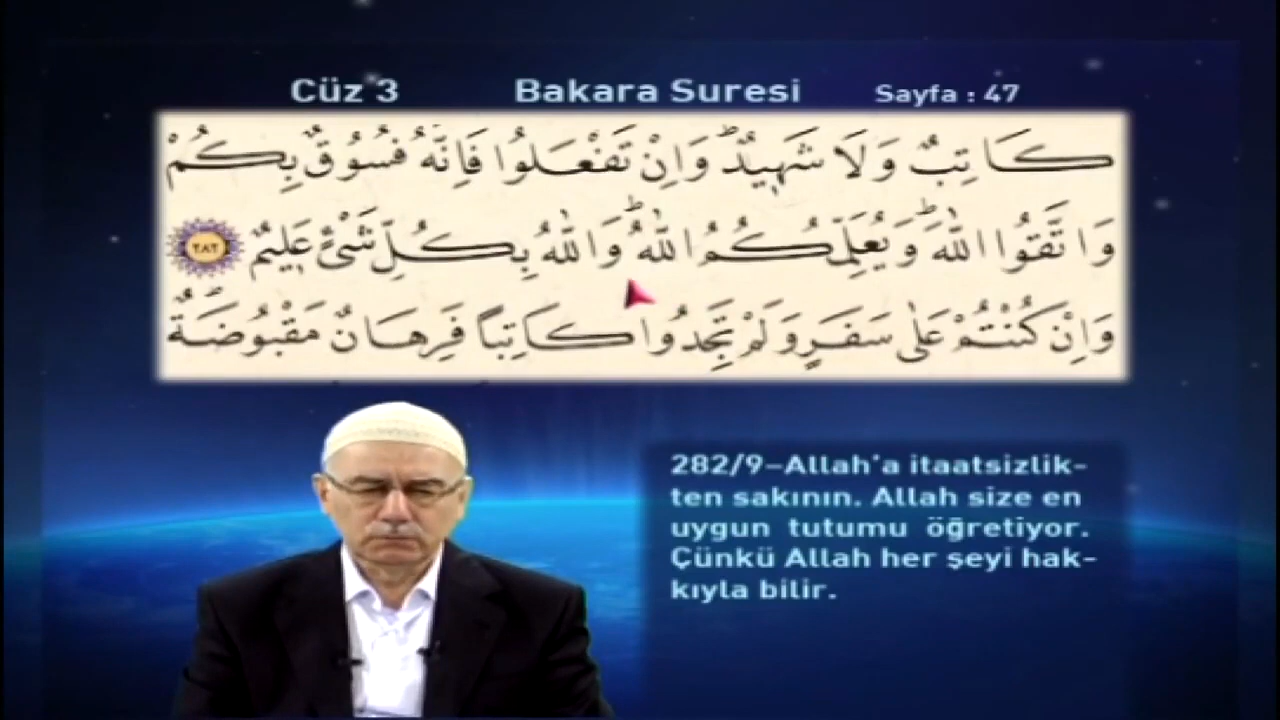 Cüz 3 Bakara Suresi Sayfa : 47
كَاتِبٌ وَلَا شَهٖيدٌؕ وَاِنْ تَفْعَلُوا فَاِنَّهُ فُسُوقٌ بِكُمْ
وَاتَّقُوا اللّٰهَؕ وَيُعَلِّمُكُمُ اللّٰهُؕ وَاللّٰهُ بِكُلِّ شَىْءٍ عَلٖيمٌ ٢٨٢
وَاِنْ كُنْتُمْ عَلٰى سَفَرٍ وَلَمْ تَجِدُوا كَاتِبًا فَرِهَانٌ مَقْبُوضَةٌؕ
282/9-Allah'a itaatsizlik-
ten sakının. Allah size en
uygun tutumu öğretiyor.
Çünkü Allah her şeyi hak-
kıyla bilir.